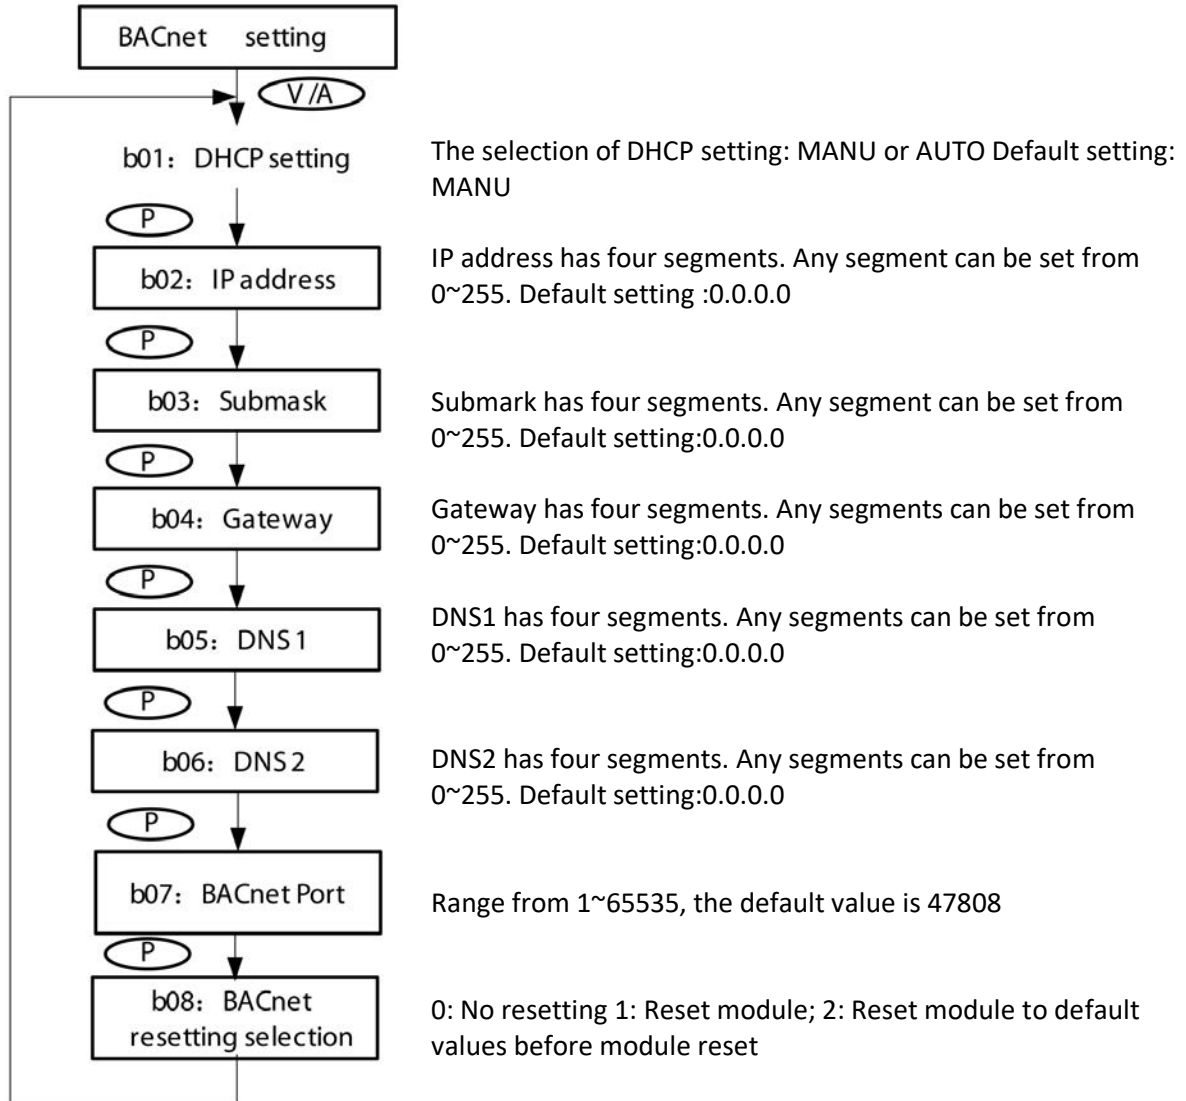 BACnet setting
V/A
b01: DHCP setting
The selection of DHCP setting: MANU or AUTO Default setting:
MANU
P
b02: IP address
IP address has four segments. Any segment can be set from
0~255. Default setting :0.0.0.0
P
b03: Submask
Submark has four segments. Any segment can be set from
0~255. Default setting:0.0.0.0
P
b04: Gateway
Gateway has four segments. Any segments can be set from
0~255. Default setting:0.0.0.0
P
b05: DNS 1
DNS1 has four segments. Any segments can be set from
0~255. Default setting:0.0.0.0
P
b06: DNS 2
DNS2 has four segments. Any segments can be set from
0~255. Default setting:0.0.0.0
P
b07: BACnet Port
Range from 1~65535, the default value is 47808
P
b08: BACnet
resetting selection
0: No resetting 1: Reset module; 2: Reset module to default
values before module reset